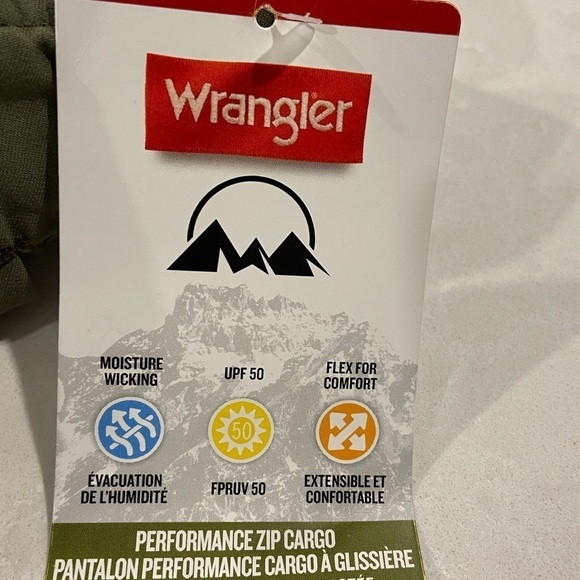 Wrangler®
MOISTURE WICKING
UPF 50
FLEX FOR COMFORT
50
ÉVACUATION DE L'HUMIDITÉ
FPRUV 50
EXTENSIBLE ET CONFORTABLE
PERFORMANCE ZIP CARGO
PANTALON PERFORMANCE CARGO À GLISSIÈRE